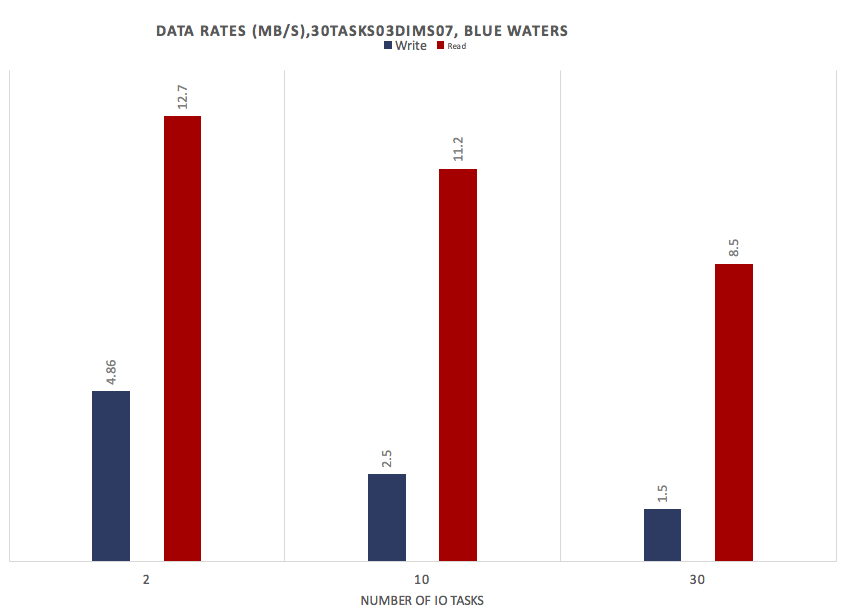 DATA RATES (MB/S),30TASKS03DIMS07, BLUE WATERS
Write Read
12.7
11.2
8.5
4.86
2.5
1.5
2 10 30
NUMBER OF IO TASKS